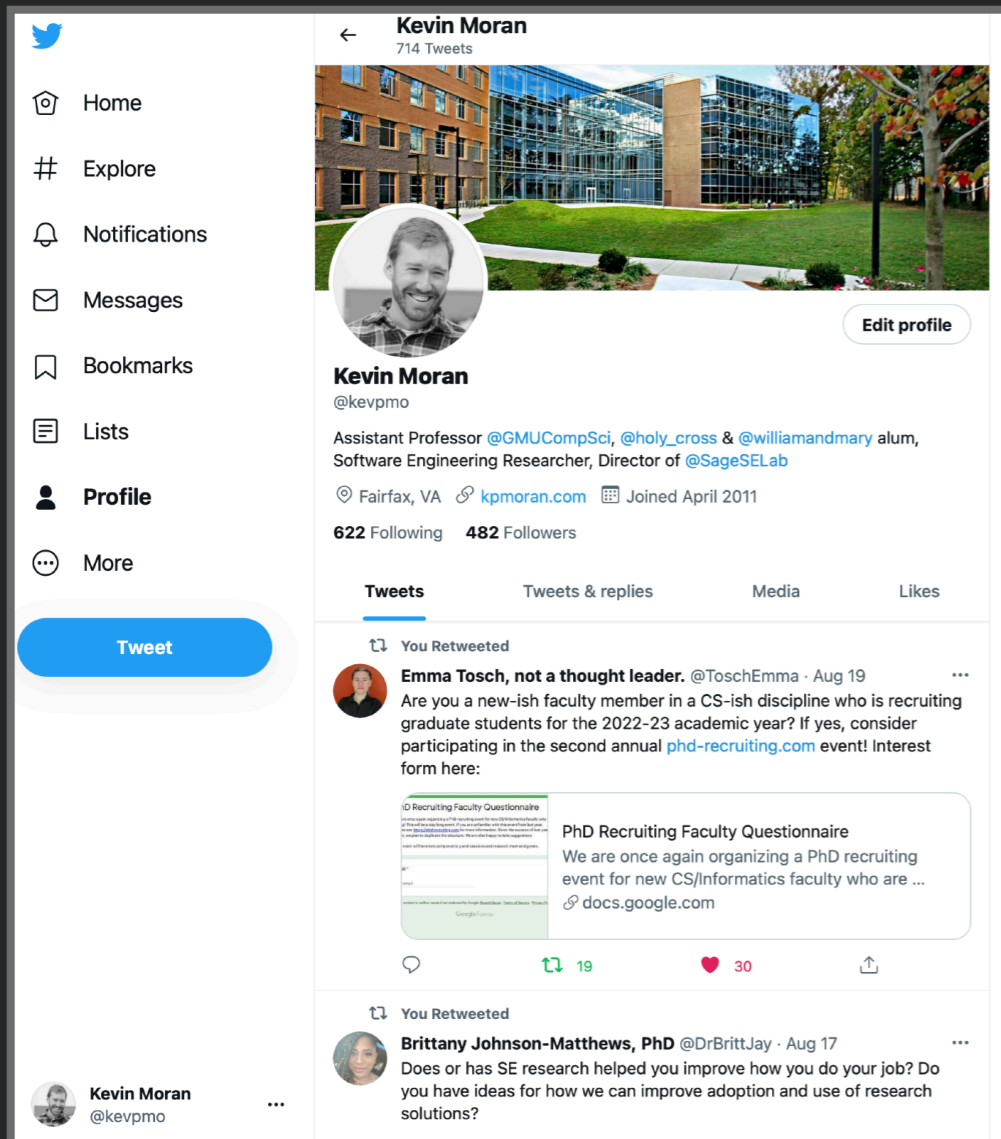 Home
Explore
Notifications
Messages
Bookmarks
Lists
Profile
More
Tweet
Kevin Moran
@kevpmo
Kevin Moran
714 Tweets
Edit profile
Kevin Moran
@kevpmo
Assistant Professor @GMUCompSci, @holy_cross & @williamandmary alum,
Software Engineering Researcher, Director of @SageSELab
Fairfax, VA kpmoran.com Joined April 2011
622 Following 482 Followers
Tweets Tweets & replies Media Likes
You Retweeted
Emma Tosch, not a thought leader. @ToschEmma · Aug 19
Are you a new-ish faculty member in a CS-ish discipline who is recruiting
graduate students for the 2022-23 academic year? If yes, consider
participating in the second annual phd-recruiting.com event! Interest
form here:
D Recruiting Faculty Questionnaire
Google Forms
PhD Recruiting Faculty Questionnaire
We are once again organizing a PhD recruiting
event for new CS/Informatics faculty who are ...
docs.google.com
19 30
You Retweeted
Brittany Johnson-Matthews, PhD @DrBrittJay · Aug 17
Does or has SE research helped you improve how you do your job? Do
you have ideas for how we can improve adoption and use of research
solutions?